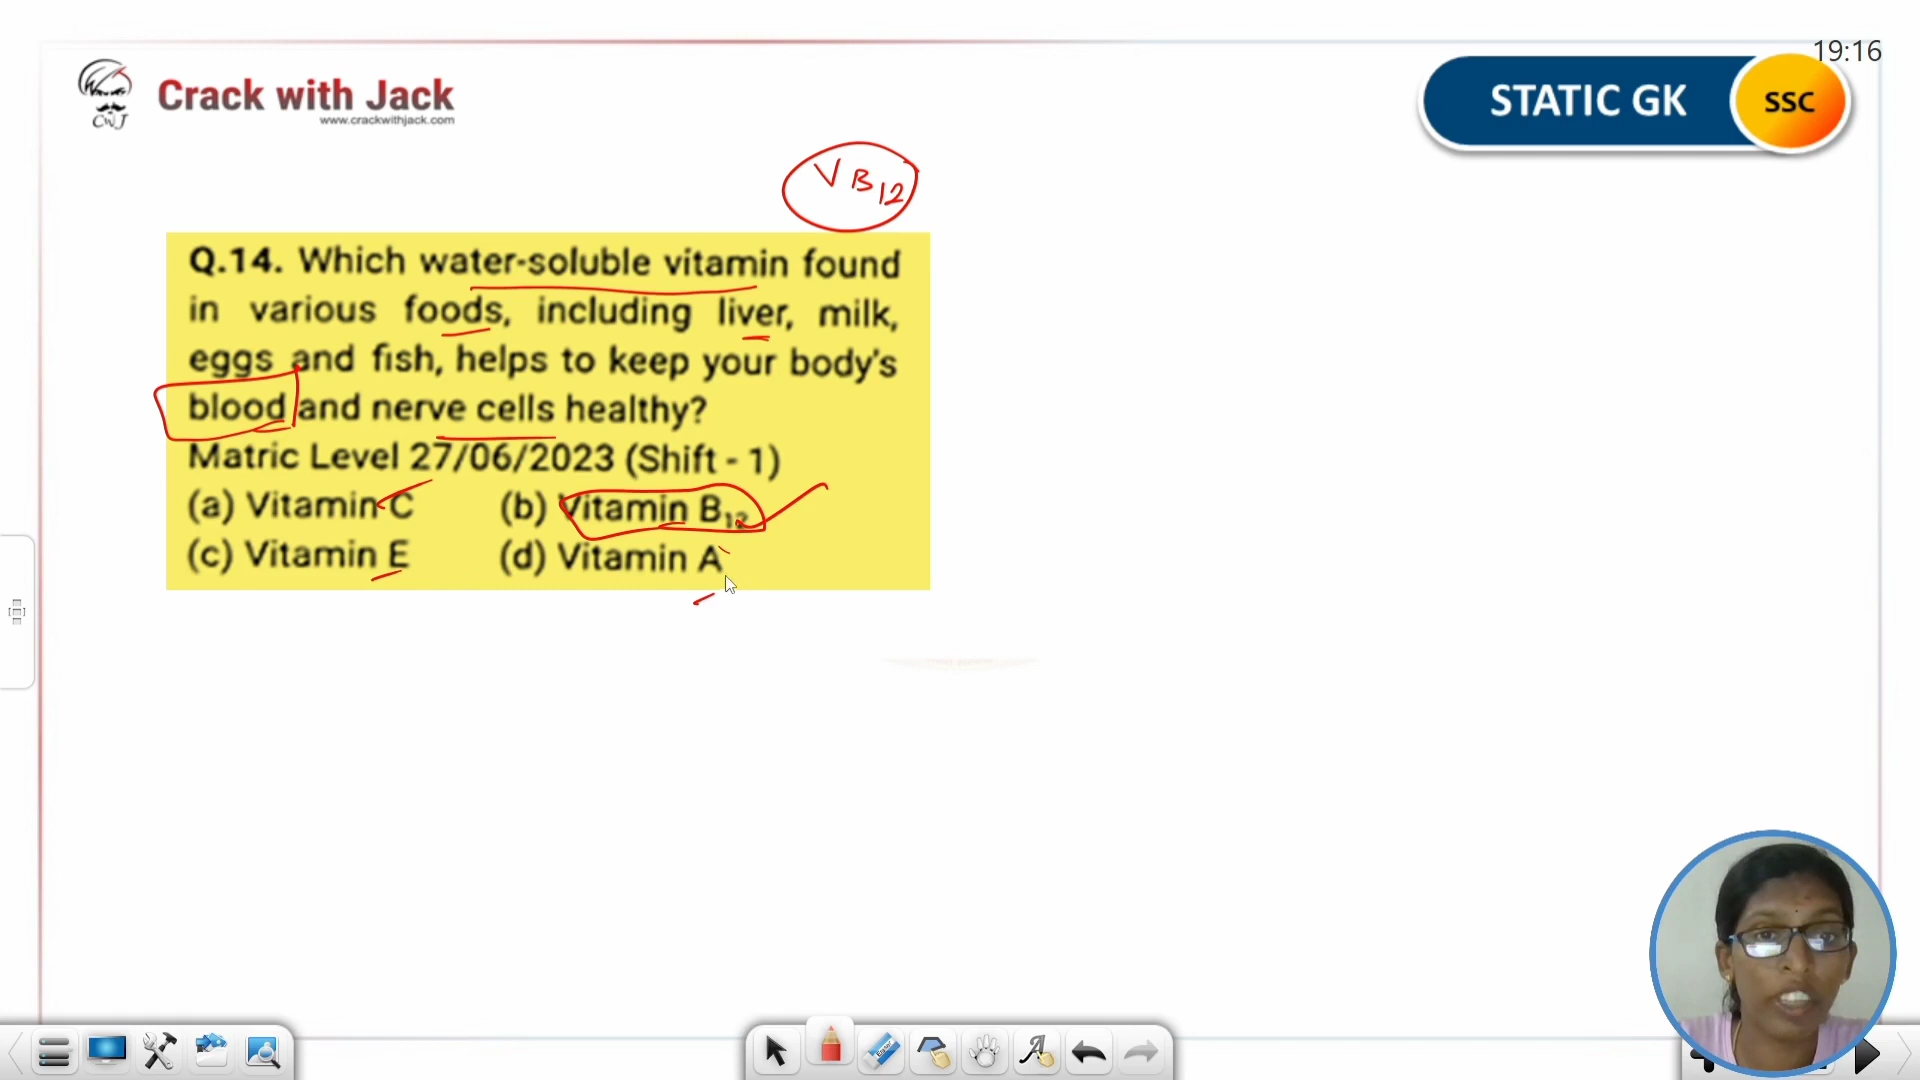 19:16
Crack with Jack
www.crackwithjack.com
CWJ
STATIC GK
SSC
V B12
Q.14. Which water-soluble vitamin found
in various foods, including liver, milk,
eggs and fish, helps to keep your body's
blood and nerve cells healthy?
Matric Level 27/06/2023 (Shift - 1)
(a) Vitamin C (b) Vitamin B12
(c) Vitamin E (d) Vitamin A
Eraser
A